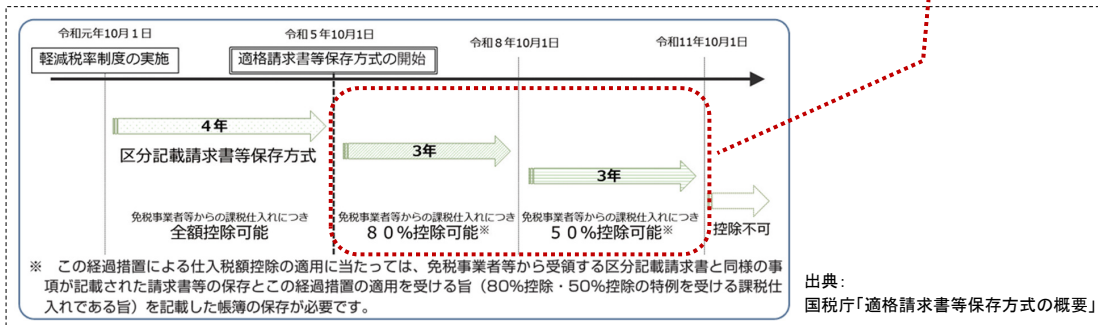 令和元年10月1日
令和5年10月1日
令和8年10月1日
令和11年10月1日
軽減税率制度の実施
適格請求書等保存方式の開始
4年
区分記載請求書等保存方式
3年
3年
免税事業者等からの課税仕入れにつき
全額控除可能
免税事業者等からの課税仕入れにつき
80%控除可能※
免税事業者等からの課税仕入れにつき
50%控除可能※
控除不可
※ この経過措置による仕入税額控除の適用に当たっては、免税事業者等から受領する区分記載請求書と同様の事
項が記載された請求書等の保存とこの経過措置の適用を受ける旨（80%控除・50%控除の特例を受ける課税仕
入れである旨）を記載した帳簿の保存が必要です。
出典：
国税庁「適格請求書等保存方式の概要」